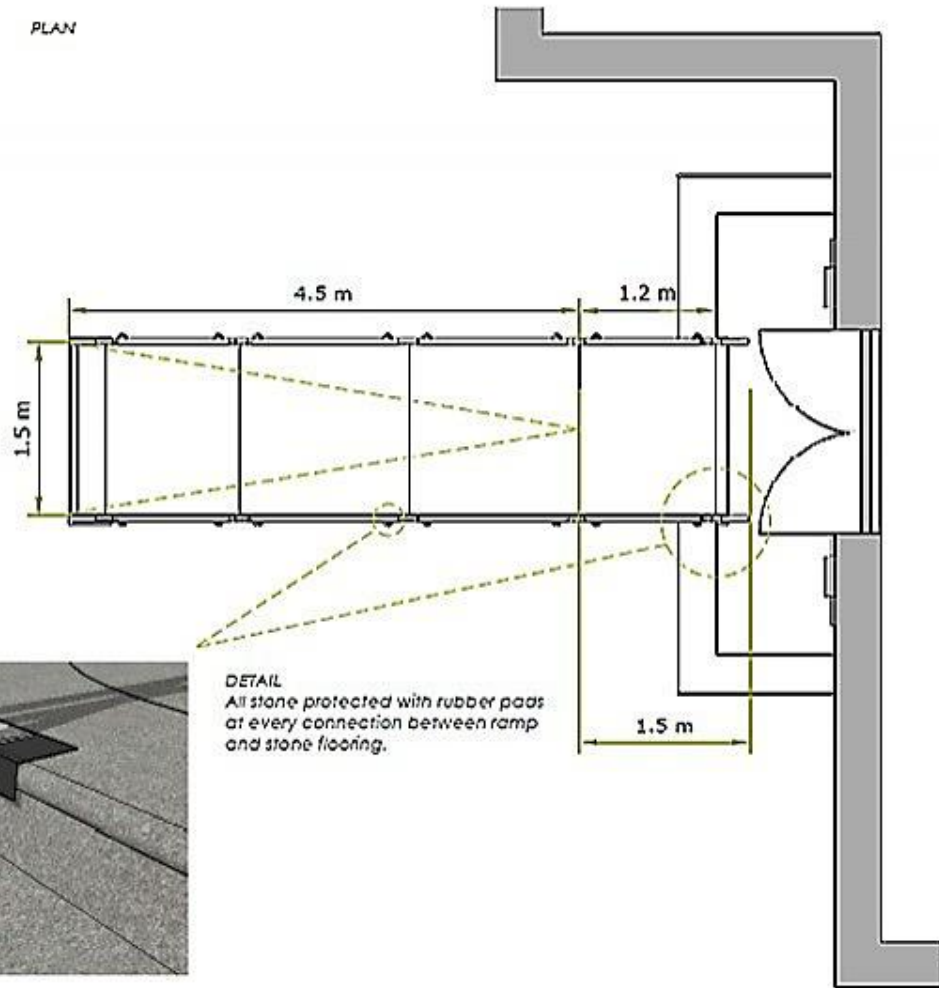 PLAN
4.5 m
1.2 m
1.5 m
DETAIL
All stone protected with rubber pads
at every connection between ramp
and stone flooring.
1.5 m